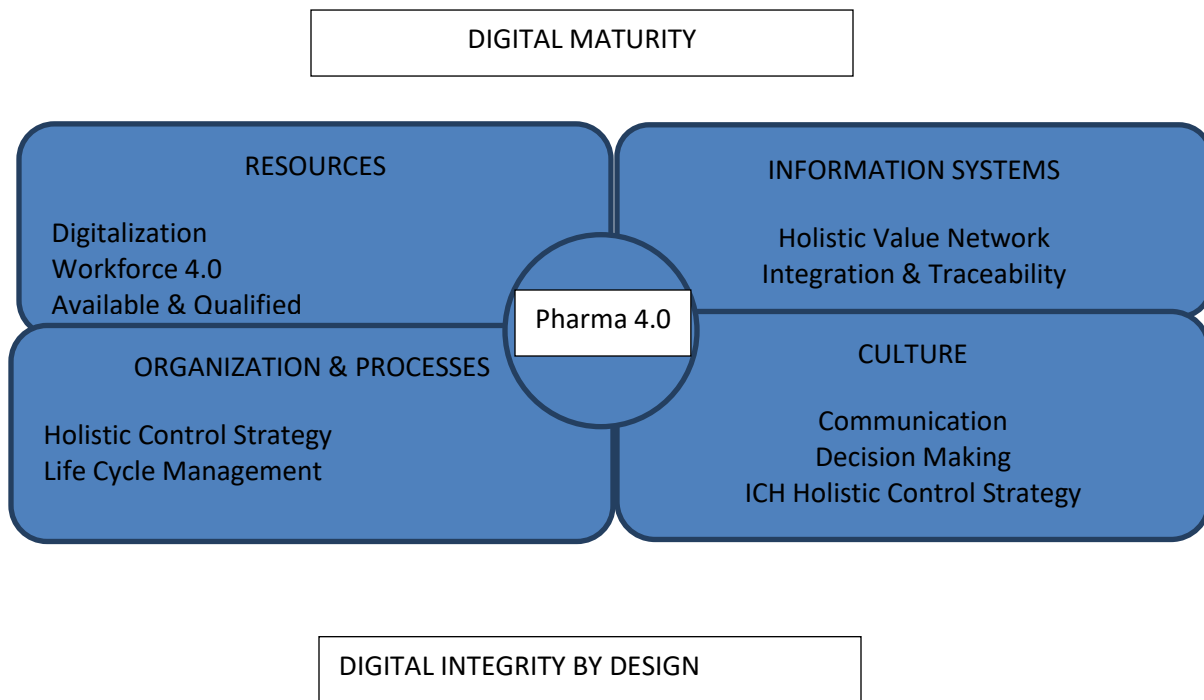 DIGITAL MATURITY
RESOURCES
Digitalization
Workforce 4.0
Available & Qualified
INFORMATION SYSTEMS
Holistic Value Network
Integration & Traceability
Pharma 4.0
ORGANIZATION & PROCESSES
Holistic Control Strategy
Life Cycle Management
CULTURE
Communication
Decision Making
ICH Holistic Control Strategy
DIGITAL INTEGRITY BY DESIGN